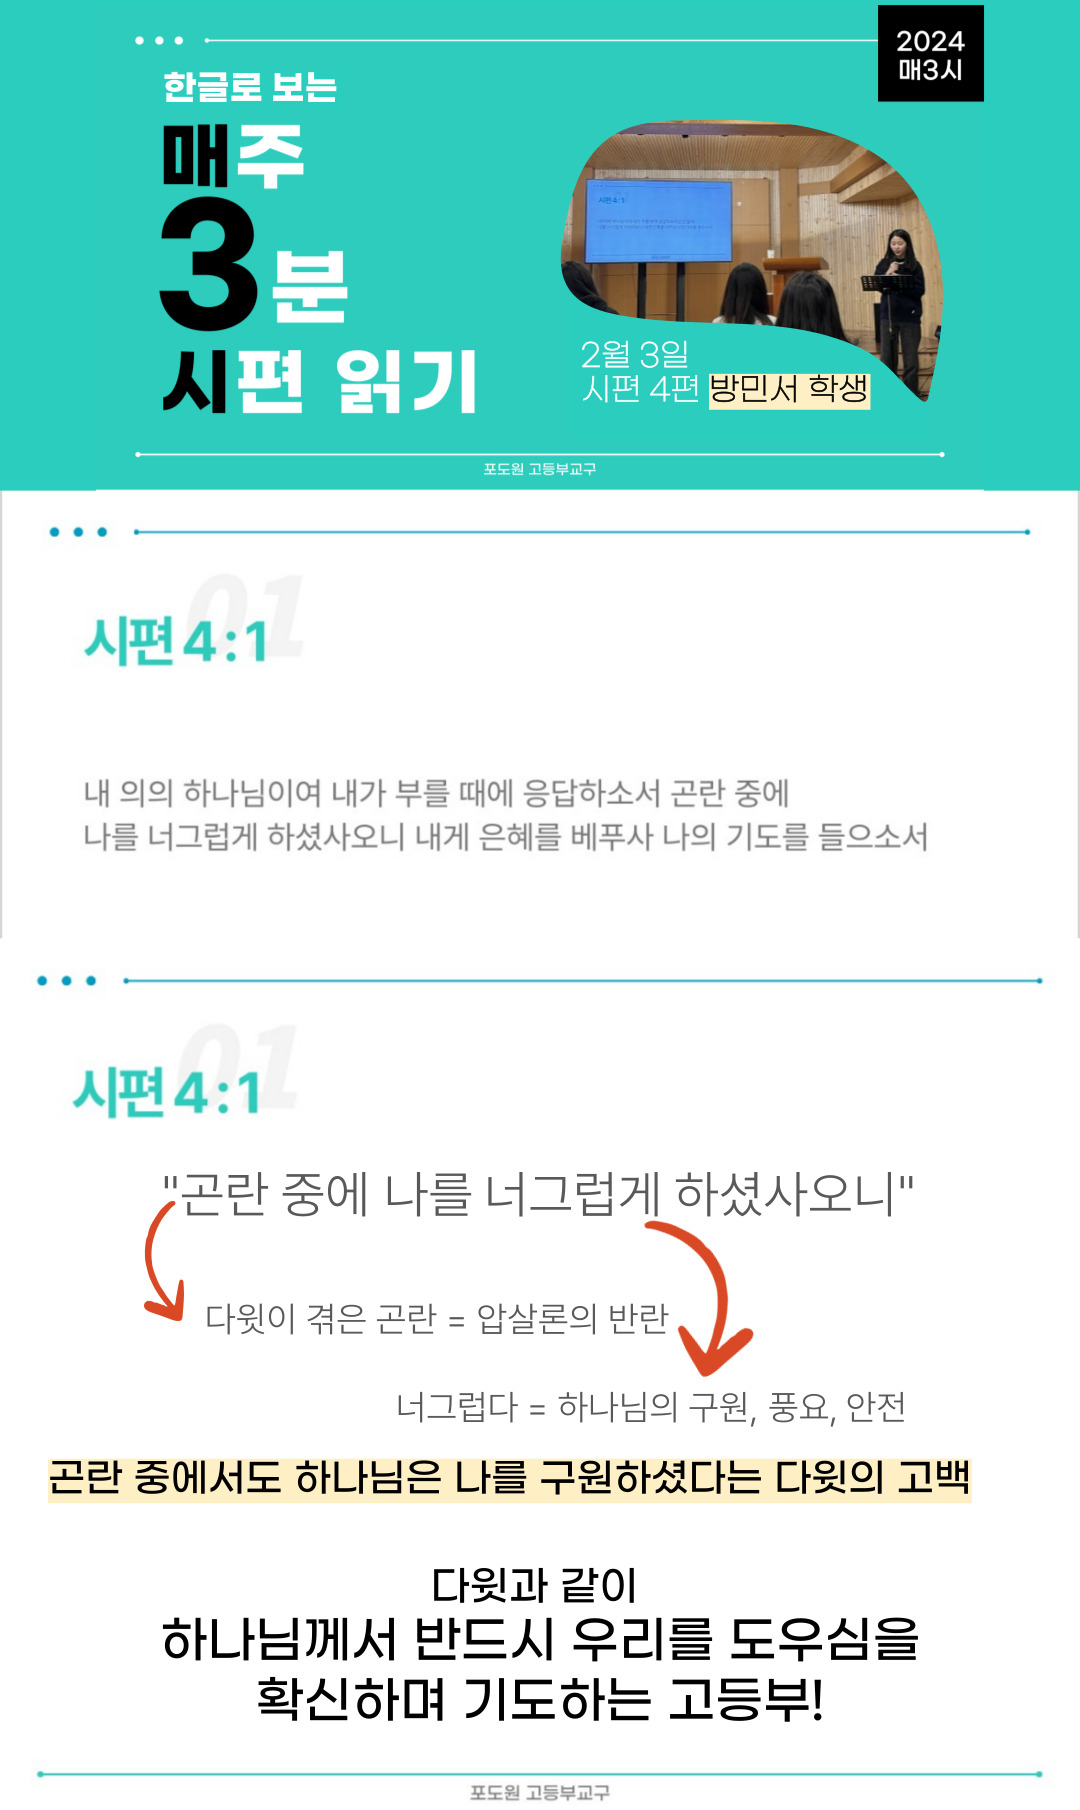 2024
매3시
한글로 보는
매주
3분
시편 읽기
시편 4:1
2월 3일
시편 4편 방민서 학생
포도원 고등부교구
01
시편 4:1
내 의의 하나님이여 내가 부를 때에 응답하소서 곤란 중에
나를 너그럽게 하셨사오니 내게 은혜를 베푸사 나의 기도를 들으소서
01
시편 4:1
"곤란 중에 나를 너그럽게 하셨사오니"
다윗이 겪은 곤란 = 압살론의 반란
너그럽다 = 하나님의 구원, 풍요, 안전
곤란 중에서도 하나님은 나를 구원하셨다는 다윗의 고백
다윗과 같이
하나님께서 반드시 우리를 도우심을
확신하며 기도하는 고등부!
포도원 고등부교구